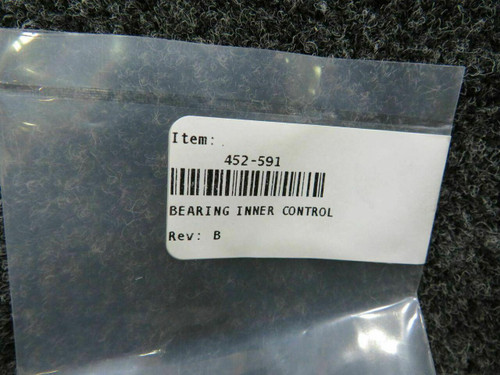 Item:
452-591
BEARING INNER CONTROL
Rev: B